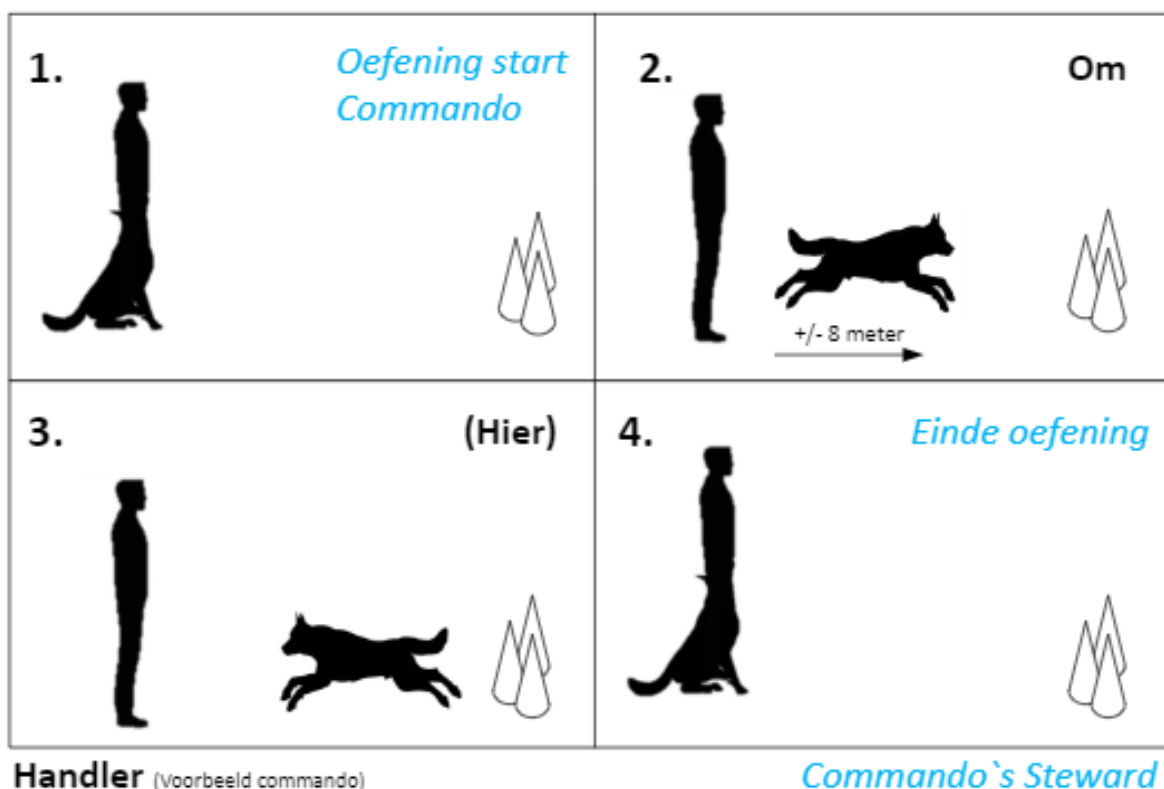 1.
Oefening start
Commando
2.
Om
+/- 8 meter
3.
(Hier)
4.
Einde oefening
Handler (Voorbeeld commando)
Commando`s Steward